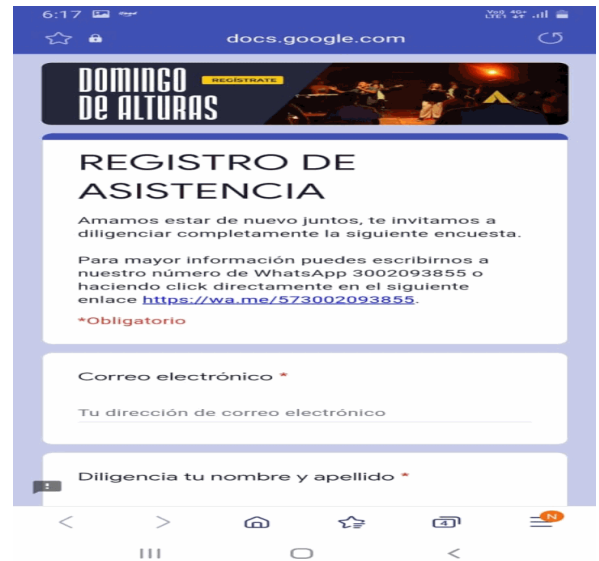 6:17
Vo))
4G+
LTE1
docs.google.com
DOMINGO
REGÍSTRATE
DE ALTURAS
REGISTRO DE
ASISTENCIA
Amamos estar de nuevo juntos, te invitamos a
diligenciar completamente la siguiente encuesta.
Para mayor información puedes escribirnos a
nuestro número de WhatsApp 3002093855 o
haciendo click directamente en el siguiente
enlace https://wa.me/573002093855.
*Obligatorio
Correo electrónico *
Tu dirección de correo electrónico
Diligencia tu nombre y apellido *
4
N